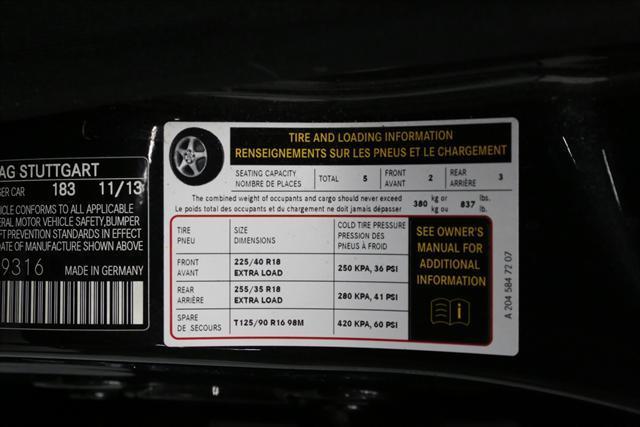 AG STUTTGART
GER CAR 183 11/13
HICLE CONFORMS TO ALL APPLICABLE
ERAL MOTOR VEHICLE SAFETY, BUMPER
FT PREVENTION STANDARDS IN EFFECT
DATE OF MANUFACTURE SHOWN ABOVE
9316 MADE IN GERMANY
TIRE AND LOADING INFORMATION
RENSEIGNEMENTS SUR LES PNEUS ET LE CHARGEMENT
SEATING CAPACITY TOTAL 5 FRONT 2 REAR 3
NOMBRE DE PLACES AVANT ARRIÈRE
The combined weight of occupants and cargo should never exceed 380 kg or 837 lbs.
Le poids total des occupants et du chargement ne doit jamais dépasser kg ou lb.
TIRE SIZE COLD TIRE PRESSURE
PNEU DIMENSIONS PRESSION DES
PNEUS À FROID
FRONT 225/40 R18 250 KPA, 36 PSI
AVANT EXTRA LOAD
REAR 255/35 R18 280 KPA, 41 PSI
ARRIÈRE EXTRA LOAD
SPARE T125/90 R16 98M 420 KPA, 60 PSI
DE SECOURS
SEE OWNER'S
MANUAL FOR
ADDITIONAL
INFORMATION
A 204 584 72 07